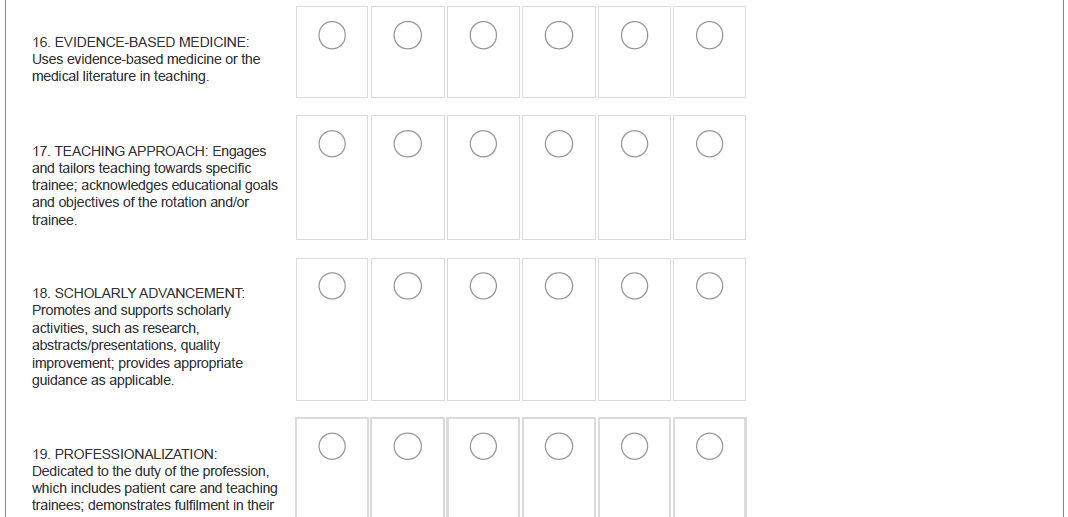 16. EVIDENCE-BASED MEDICINE:
Uses evidence-based medicine or the
medical literature in teaching.
17. TEACHING APPROACH: Engages
and tailors teaching towards specific
trainee; acknowledges educational goals
and objectives of the rotation and/or
trainee.
18. SCHOLARLY ADVANCEMENT:
Promotes and supports scholarly
activities, such as research,
abstracts/presentations, quality
improvement; provides appropriate
guidance as applicable.
19. PROFESSIONALIZATION:
Dedicated to the duty of the profession,
which includes patient care and teaching
trainees; demonstrates fulfilment in their